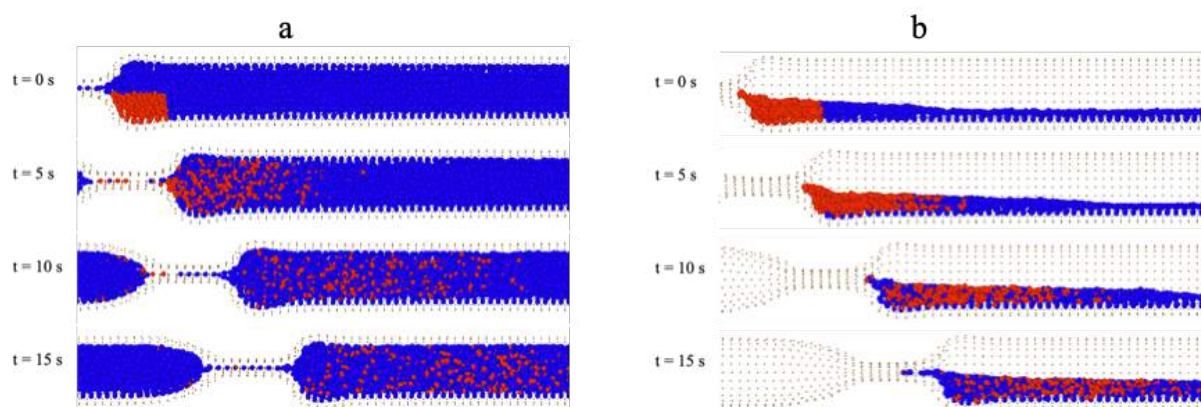 a
b
t = 0 s
t = 0 s
t = 5 s
t = 5 s
t = 10 s
t = 10 s
t = 15 s
t = 15 s